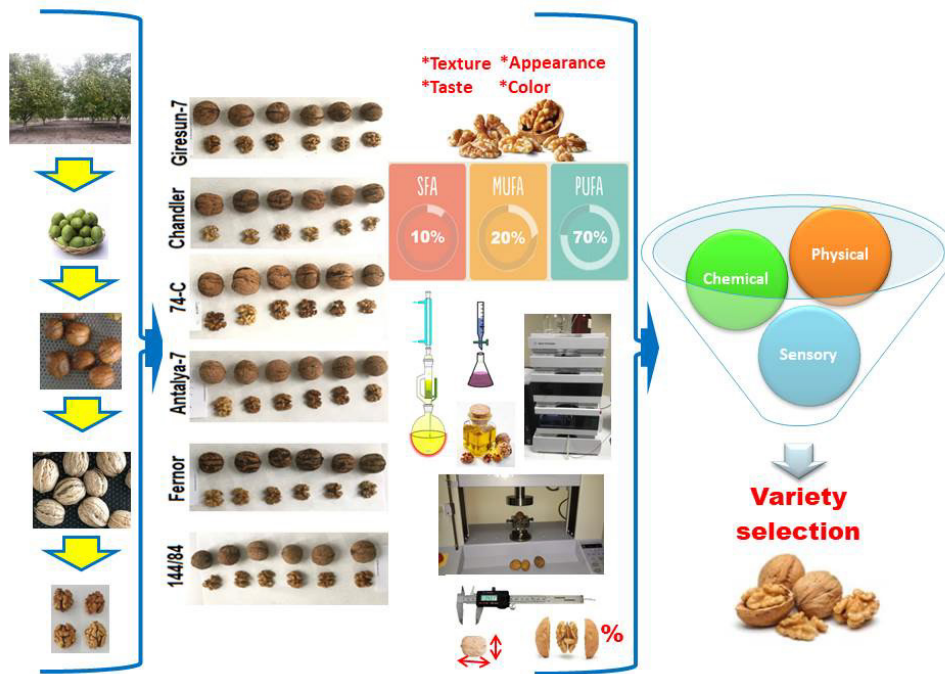 *Texture *Appearance
*Taste *Color
Giresun-7
Chandler
74-C
Antalya-7
Fernor
144/84
SFA
MUFA
PUFA
10%
20%
70%
%
Chemical
Physical
Sensory
Variety
selection